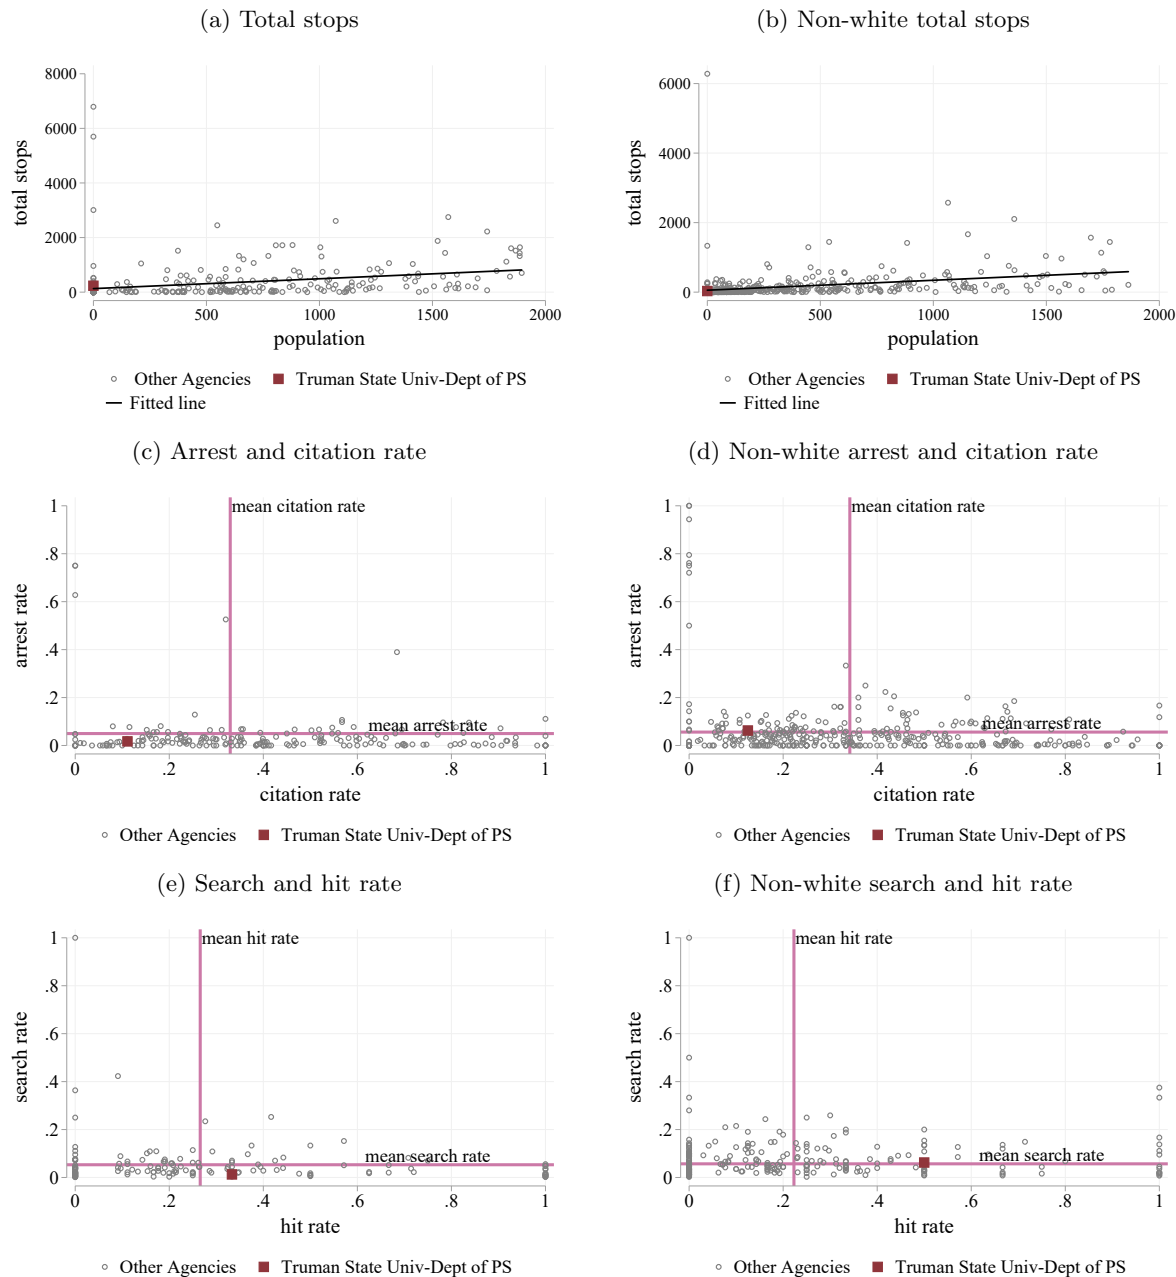 (a) Total stops
8000
6000
4000
2000
0
total stops
0 500 1000 1500 2000
population
Other Agencies Truman State Univ-Dept of PS
Fitted line
(b) Non-white total stops
6000
4000
2000
0
total stops
0 500 1000 1500 2000
population
Other Agencies Truman State Univ-Dept of PS
Fitted line
(c) Arrest and citation rate
mean citation rate
1
.8
.6
.4
.2
0
arrest rate
mean arrest rate
0 .2 .4 .6 .8 1
citation rate
Other Agencies Truman State Univ-Dept of PS
(d) Non-white arrest and citation rate
mean citation rate
1
.8
.6
.4
.2
0
arrest rate
mean arrest rate
0 .2 .4 .6 .8 1
citation rate
Other Agencies Truman State Univ-Dept of PS
(e) Search and hit rate
mean hit rate
1
.8
.6
.4
.2
0
search rate
mean search rate
0 .2 .4 .6 .8 1
hit rate
Other Agencies Truman State Univ-Dept of PS
(f) Non-white search and hit rate
mean hit rate
1
.8
.6
.4
.2
0
search rate
mean search rate
0 .2 .4 .6 .8 1
hit rate
Other Agencies Truman State Univ-Dept of PS